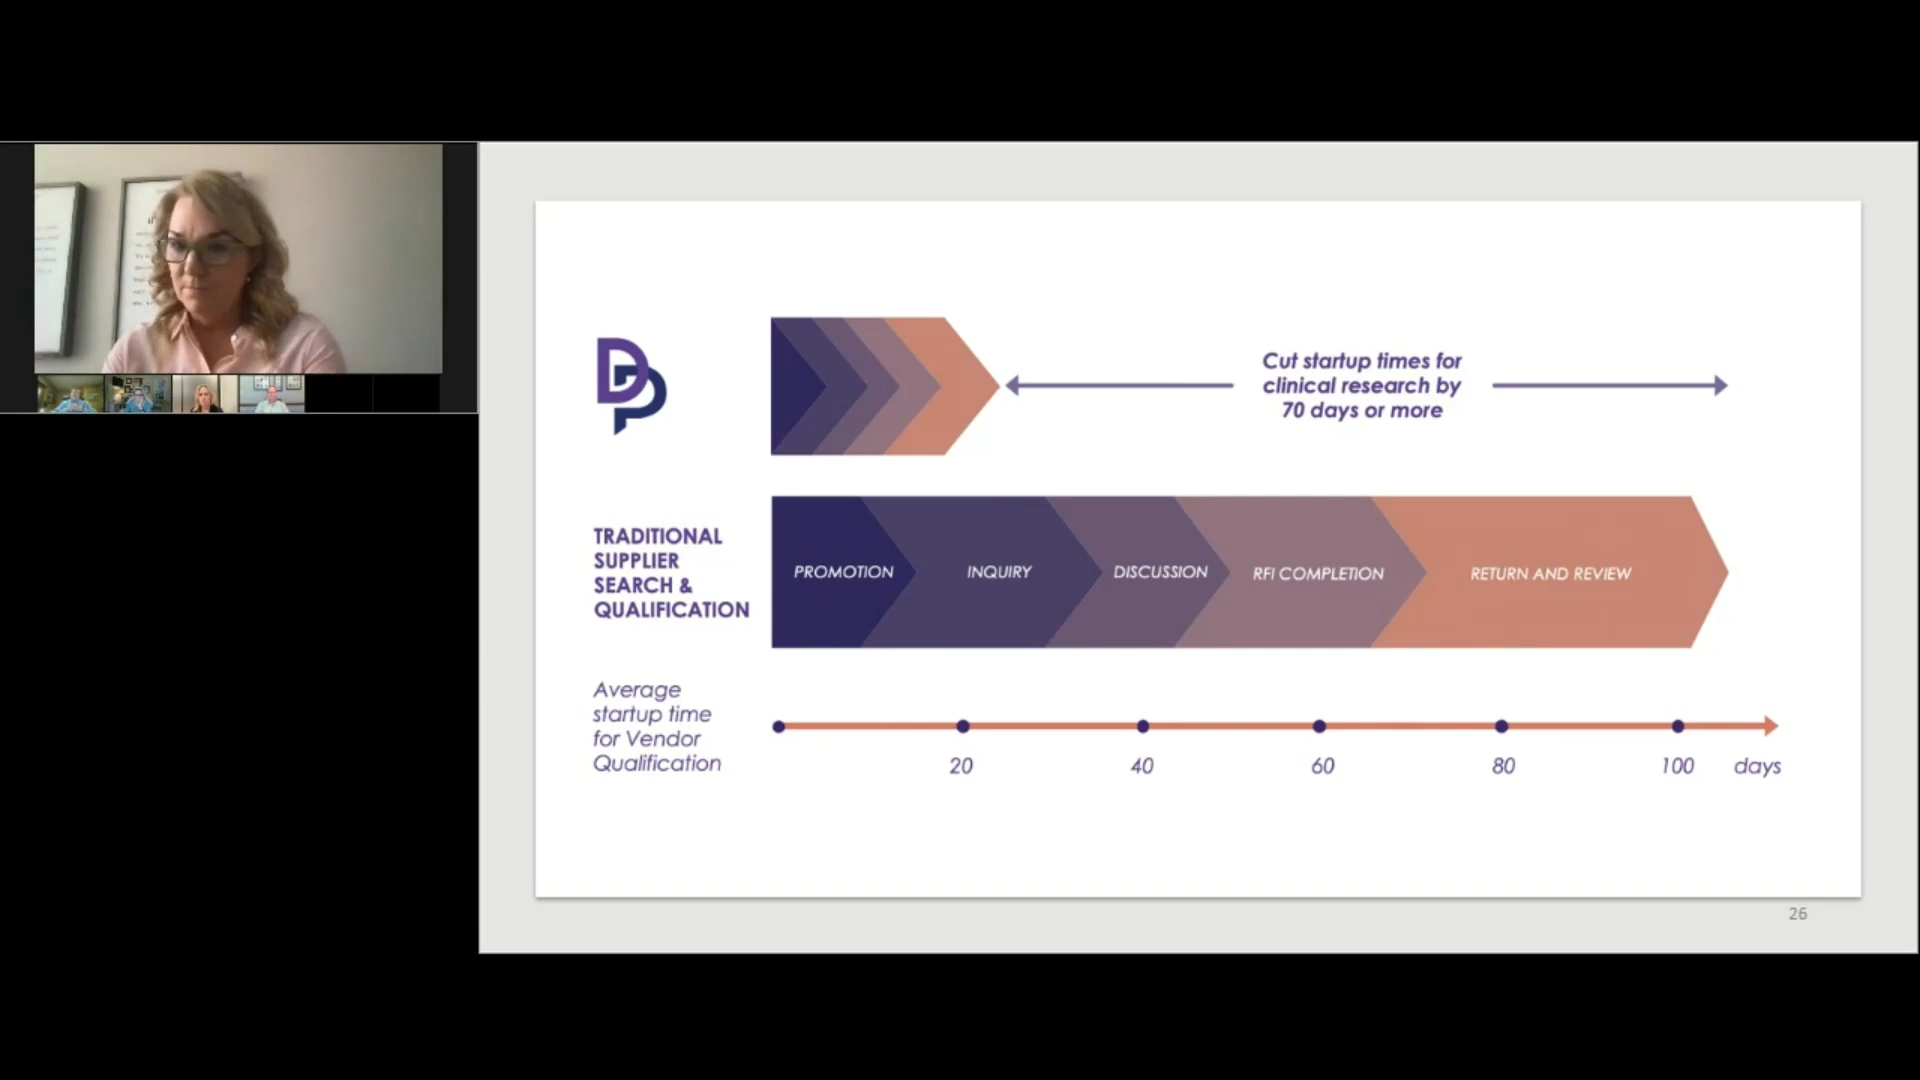 Cut startup times for
clinical research by
70 days or more
TRADITIONAL
SUPPLIER
SEARCH &
QUALIFICATION
PROMOTION
INQUIRY
DISCUSSION
RFI COMPLETION
RETURN AND REVIEW
Average
startup time
for Vendor
Qualification
20
40
60
80
100
days
26